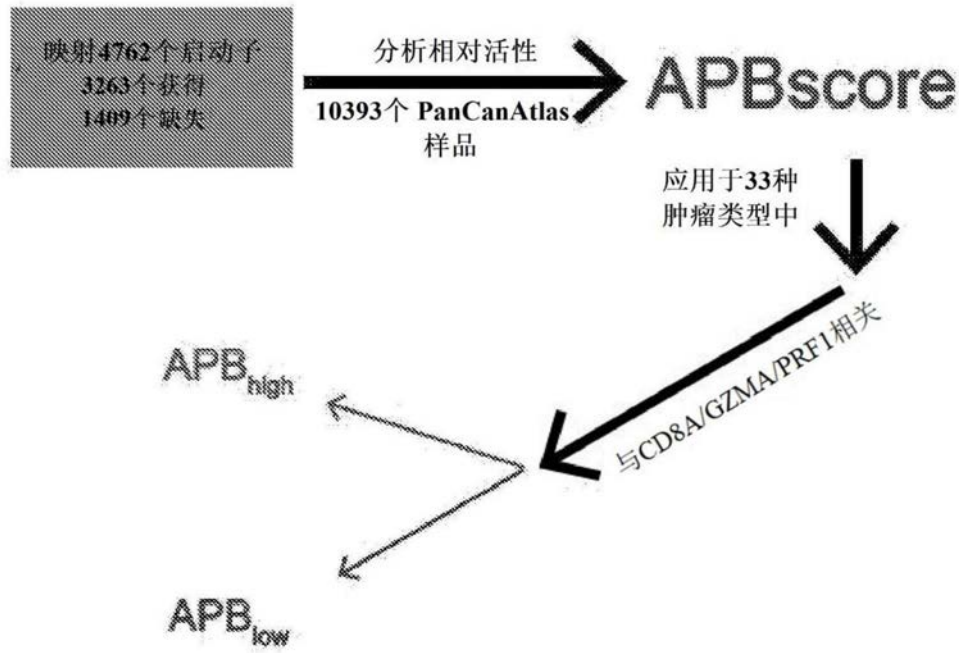 映射4762个启动子
3263个获得
1409个缺失
分析相对活性
10393个 PanCanAtlas
样品
APBscore
应用于33种
肿瘤类型中
与CD8A/GZMA/PRF1相关
APBhigh
APBlow